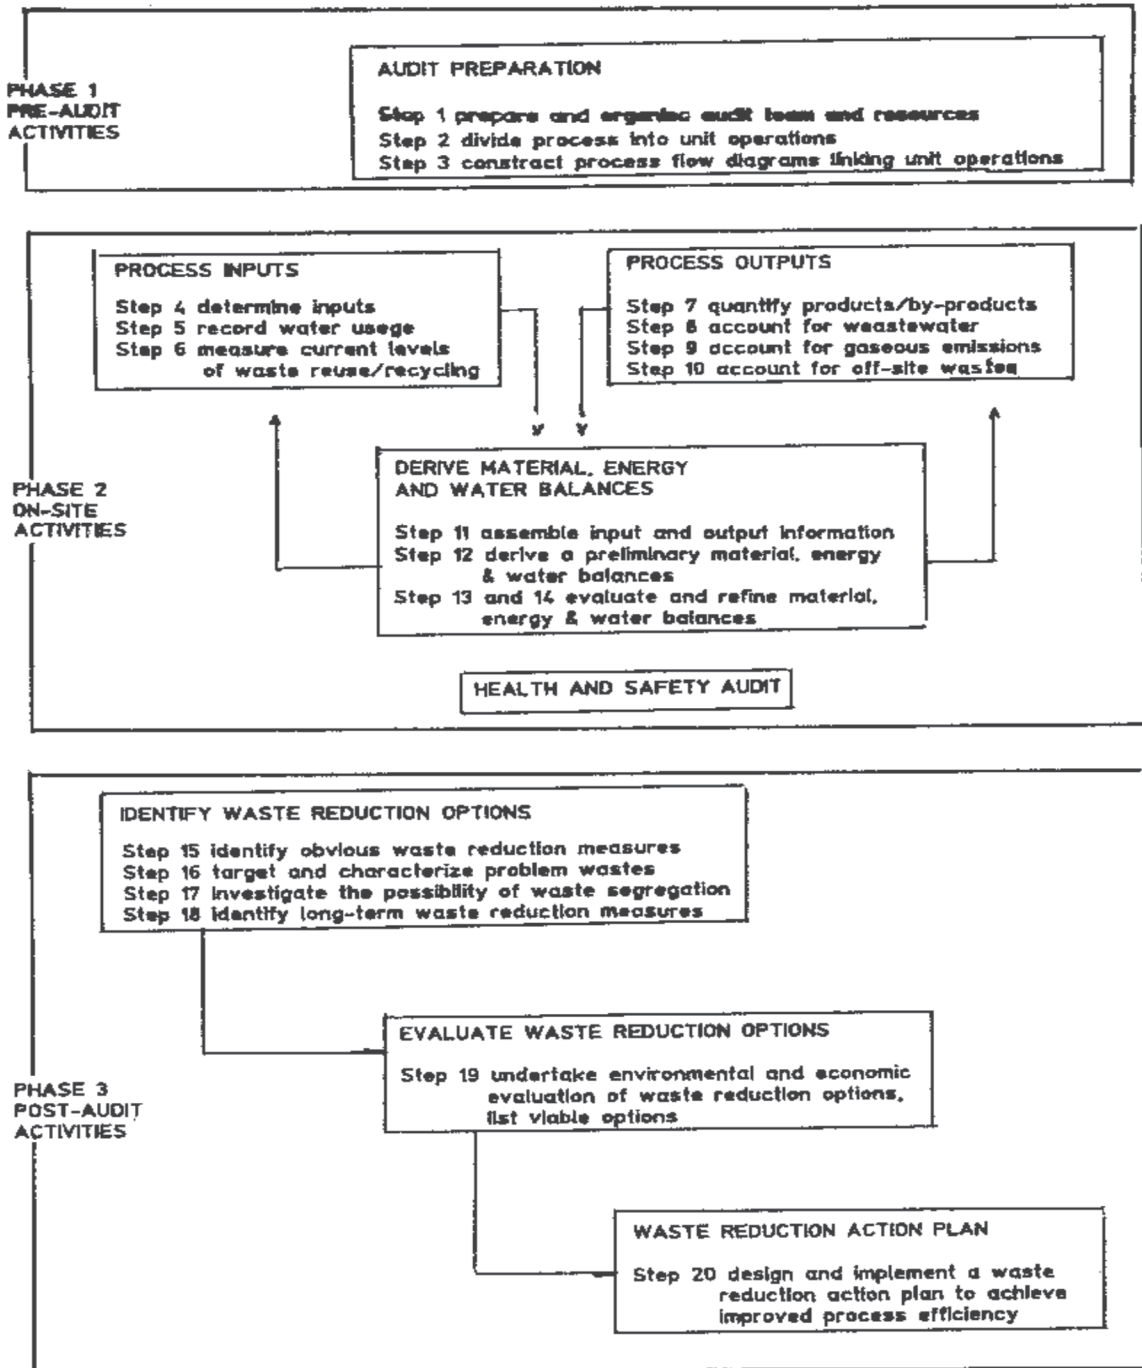 PHASE 1
PRE-AUDIT
ACTIVITIES
AUDIT PREPARATION
Step 1 prepare and organize audit team and resources
Step 2 divide process into unit operations
Step 3 constract process flow diagrams linking unit operations
PHASE 2
ON-SITE
ACTIVITIES
PROCESS INPUTS
Step 4 determine inputs
Step 5 record water usege
Step 6 measure current levels
of waste reuse/recycling
PROCESS OUTPUTS
Step 7 quantify products/by-products
Step 8 account for weastewater
Step 9 account for gaseous emissions
Step 10 account for off-site wastes
DERIVE MATERIAL, ENERGY
AND WATER BALANCES
Step 11 assemble input and output information
Step 12 derive a preliminary material, energy
& water balances
Step 13 and 14 evaluate and refine material,
energy & water balances
HEALTH AND SAFETY AUDIT
PHASE 3
POST-AUDIT
ACTIVITIES
IDENTIFY WASTE REDUCTION OPTIONS
Step 15 identify obvious waste reduction measures
Step 16 target and characterize problem wastes
Step 17 investigate the possibility of waste segregation
Step 18 identify long-term waste reduction measures
EVALUATE WASTE REDUCTION OPTIONS
Step 19 undertake environmental and economic
evaluation of waste reduction options,
list viable options
WASTE REDUCTION ACTION PLAN
Step 20 design and implement a waste
reduction action plan to achieve
improved process efficiency